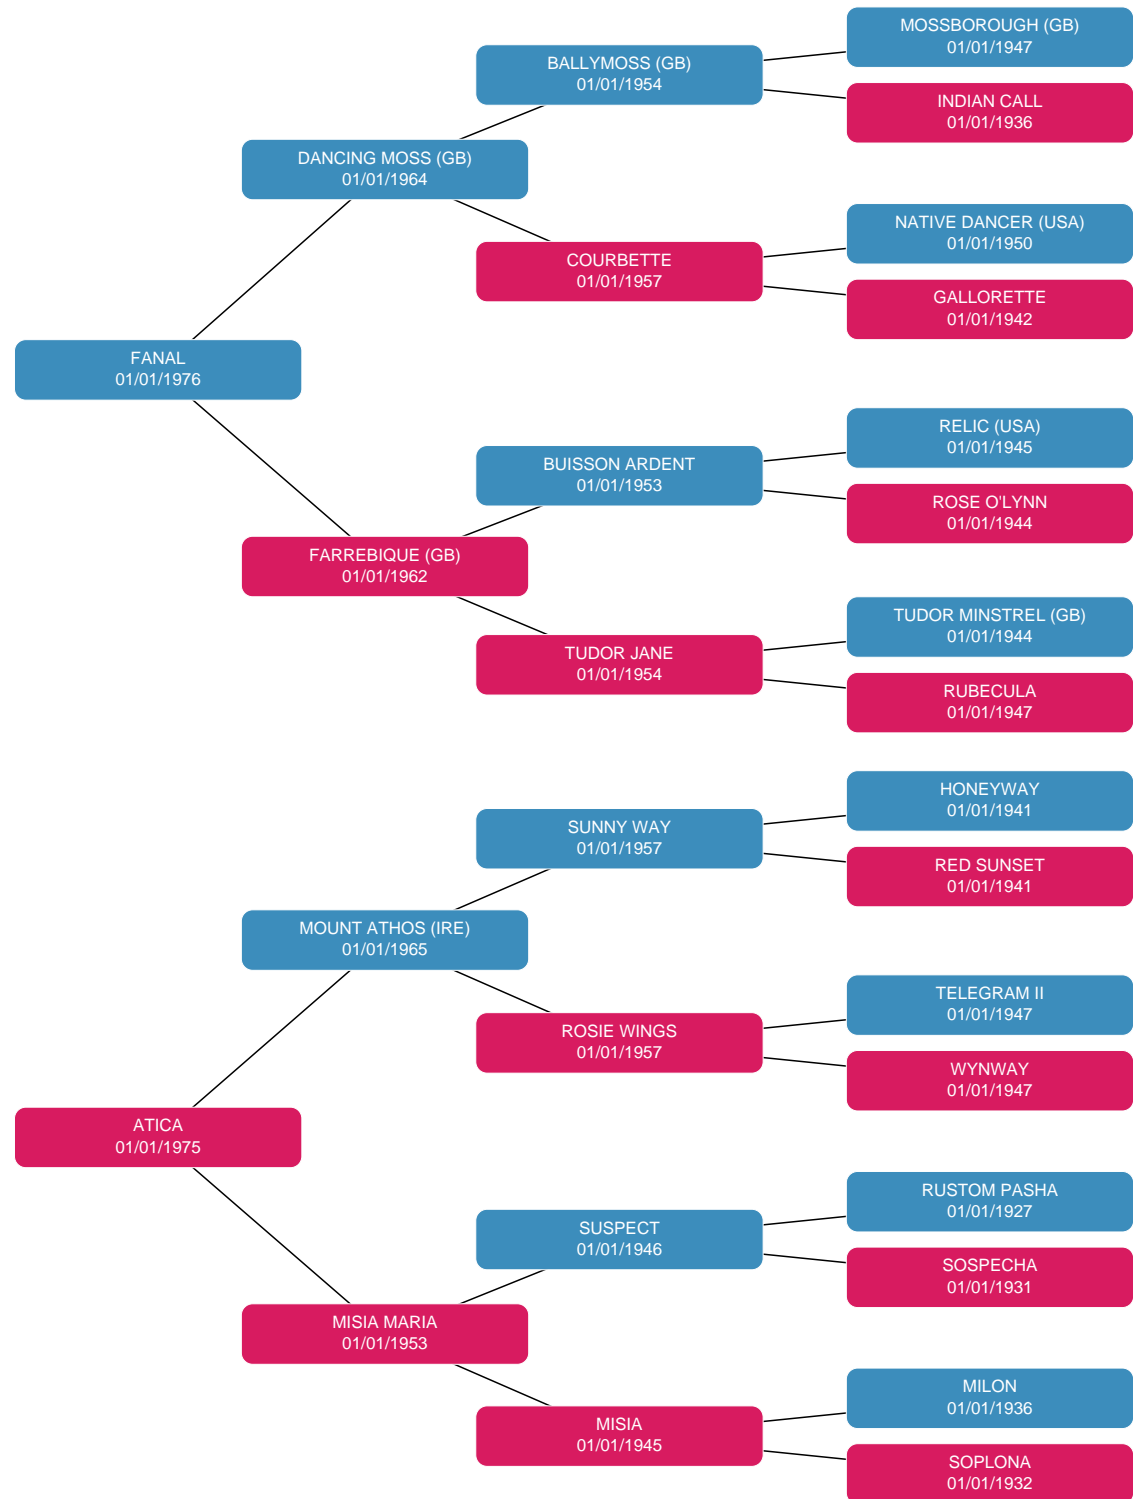 MOSSBOROUGH (GB)
01/01/1947
BALLYMOSS (GB)
01/01/1954
INDIAN CALL
01/01/1936
DANCING MOSS (GB)
01/01/1964
NATIVE DANCER (USA)
01/01/1950
COURBETTE
01/01/1957
GALLORETTE
01/01/1942
FANAL
01/01/1976
RELIC (USA)
01/01/1945
BUISSON ARDENT
01/01/1953
ROSE O'LYNN
01/01/1944
FARREBIQUE (GB)
01/01/1962
TUDOR MINSTREL (GB)
01/01/1944
TUDOR JANE
01/01/1954
RUBECULA
01/01/1947
HONEYWAY
01/01/1941
SUNNY WAY
01/01/1957
RED SUNSET
01/01/1941
MOUNT ATHOS (IRE)
01/01/1965
TELEGRAM II
01/01/1947
ROSIE WINGS
01/01/1957
WYNWAY
01/01/1947
ATICA
01/01/1975
RUSTOM PASHA
01/01/1927
SUSPECT
01/01/1946
SOSPECHA
01/01/1931
MISIA MARIA
01/01/1953
MILON
01/01/1936
MISIA
01/01/1945
SOPLONA
01/01/1932